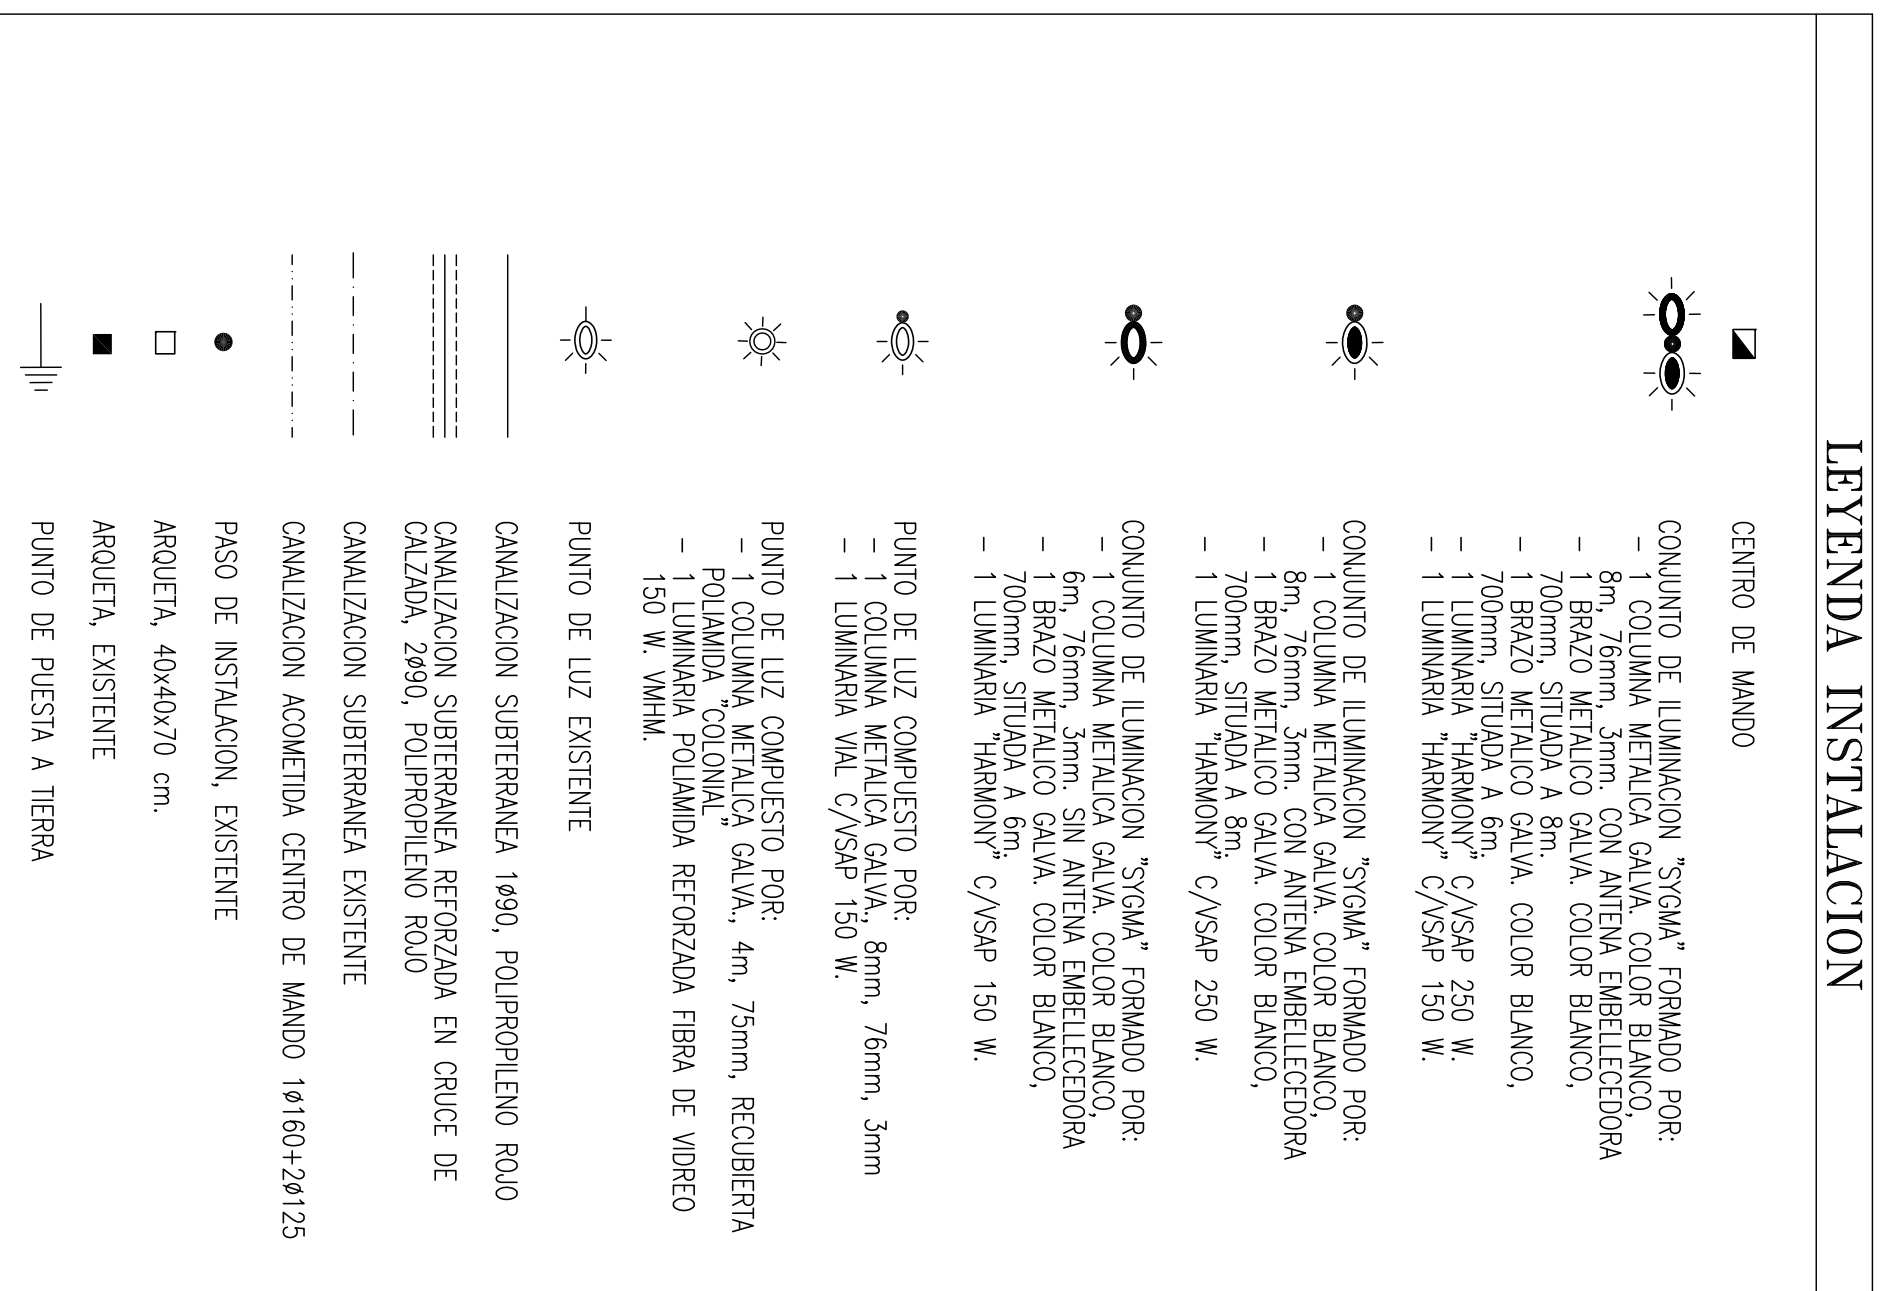 LEYENDA INSTALACION
CENTRO DE MANDO
CONJUNTO DE ILUMINACION "SYGMA" FORMADO POR:
- 1 COLUMNA METALICA GALVA. COLOR BLANCO,
8m, 76mm, 3mm. CON ANTENA EMBELLECEDORA
- 1 BRAZO METALICO GALVA. COLOR BLANCO,
700mm, SITUADA A 8m.
- 1 BRAZO METALICO GALVA. COLOR BLANCO,
700mm, SITUADA A 6m.
- 1 LUMINARIA "HARMONY" C/VSAP 250 W.
- 1 LUMINARIA "HARMONY" C/VSAP 150 W.
CONJUNTO DE ILUMINACION "SYGMA" FORMADO POR:
- 1 COLUMNA METALICA GALVA. COLOR BLANCO,
8m, 76mm, 3mm. CON ANTENA EMBELLECEDORA
- 1 BRAZO METALICO GALVA. COLOR BLANCO,
700mm, SITUADA A 8m.
- 1 LUMINARIA "HARMONY" C/VSAP 250 W.
CONJUNTO DE ILUMINACION "SYGMA" FORMADO POR:
- 1 COLUMNA METALICA GALVA. COLOR BLANCO,
6m, 76mm, 3mm. SIN ANTENA EMBELLECEDORA
- 1 BRAZO METALICO GALVA. COLOR BLANCO,
700mm, SITUADA A 6m.
- 1 LUMINARIA "HARMONY" C/VSAP 150 W.
PUNTO DE LUZ COMPUESTO POR:
- 1 COLUMNA METALICA GALVA., 8mm, 76mm, 3mm
- 1 LUMINARIA VIAL C/VSAP 150 W.
PUNTO DE LUZ COMPUESTO POR:
- 1 COLUMNA METALICA GALVA., 4m, 75mm, RECUBIERTA
POLIAMIDA "COLONIAL"
- 1 LUMINARIA POLIAMIDA REFORZADA FIBRA DE VIDREO
150 W. VMHM.
PUNTO DE LUZ EXISTENTE
CANALIZACION SUBTERRANEA 1ø90, POLIPROPILENO ROJO
CANALIZACION SUBTERRANEA REFORZADA EN CRUCE DE
CALZADA, 2ø90, POLIPROPILENO ROJO
CANALIZACION SUBTERRANEA EXISTENTE
CANALIZACION ACOMETIDA CENTRO DE MANDO 1ø160+2ø125
PASO DE INSTALACION, EXISTENTE
ARQUETA, 40x40x70 cm.
ARQUETA, EXISTENTE
PUNTO DE PUESTA A TIERRA